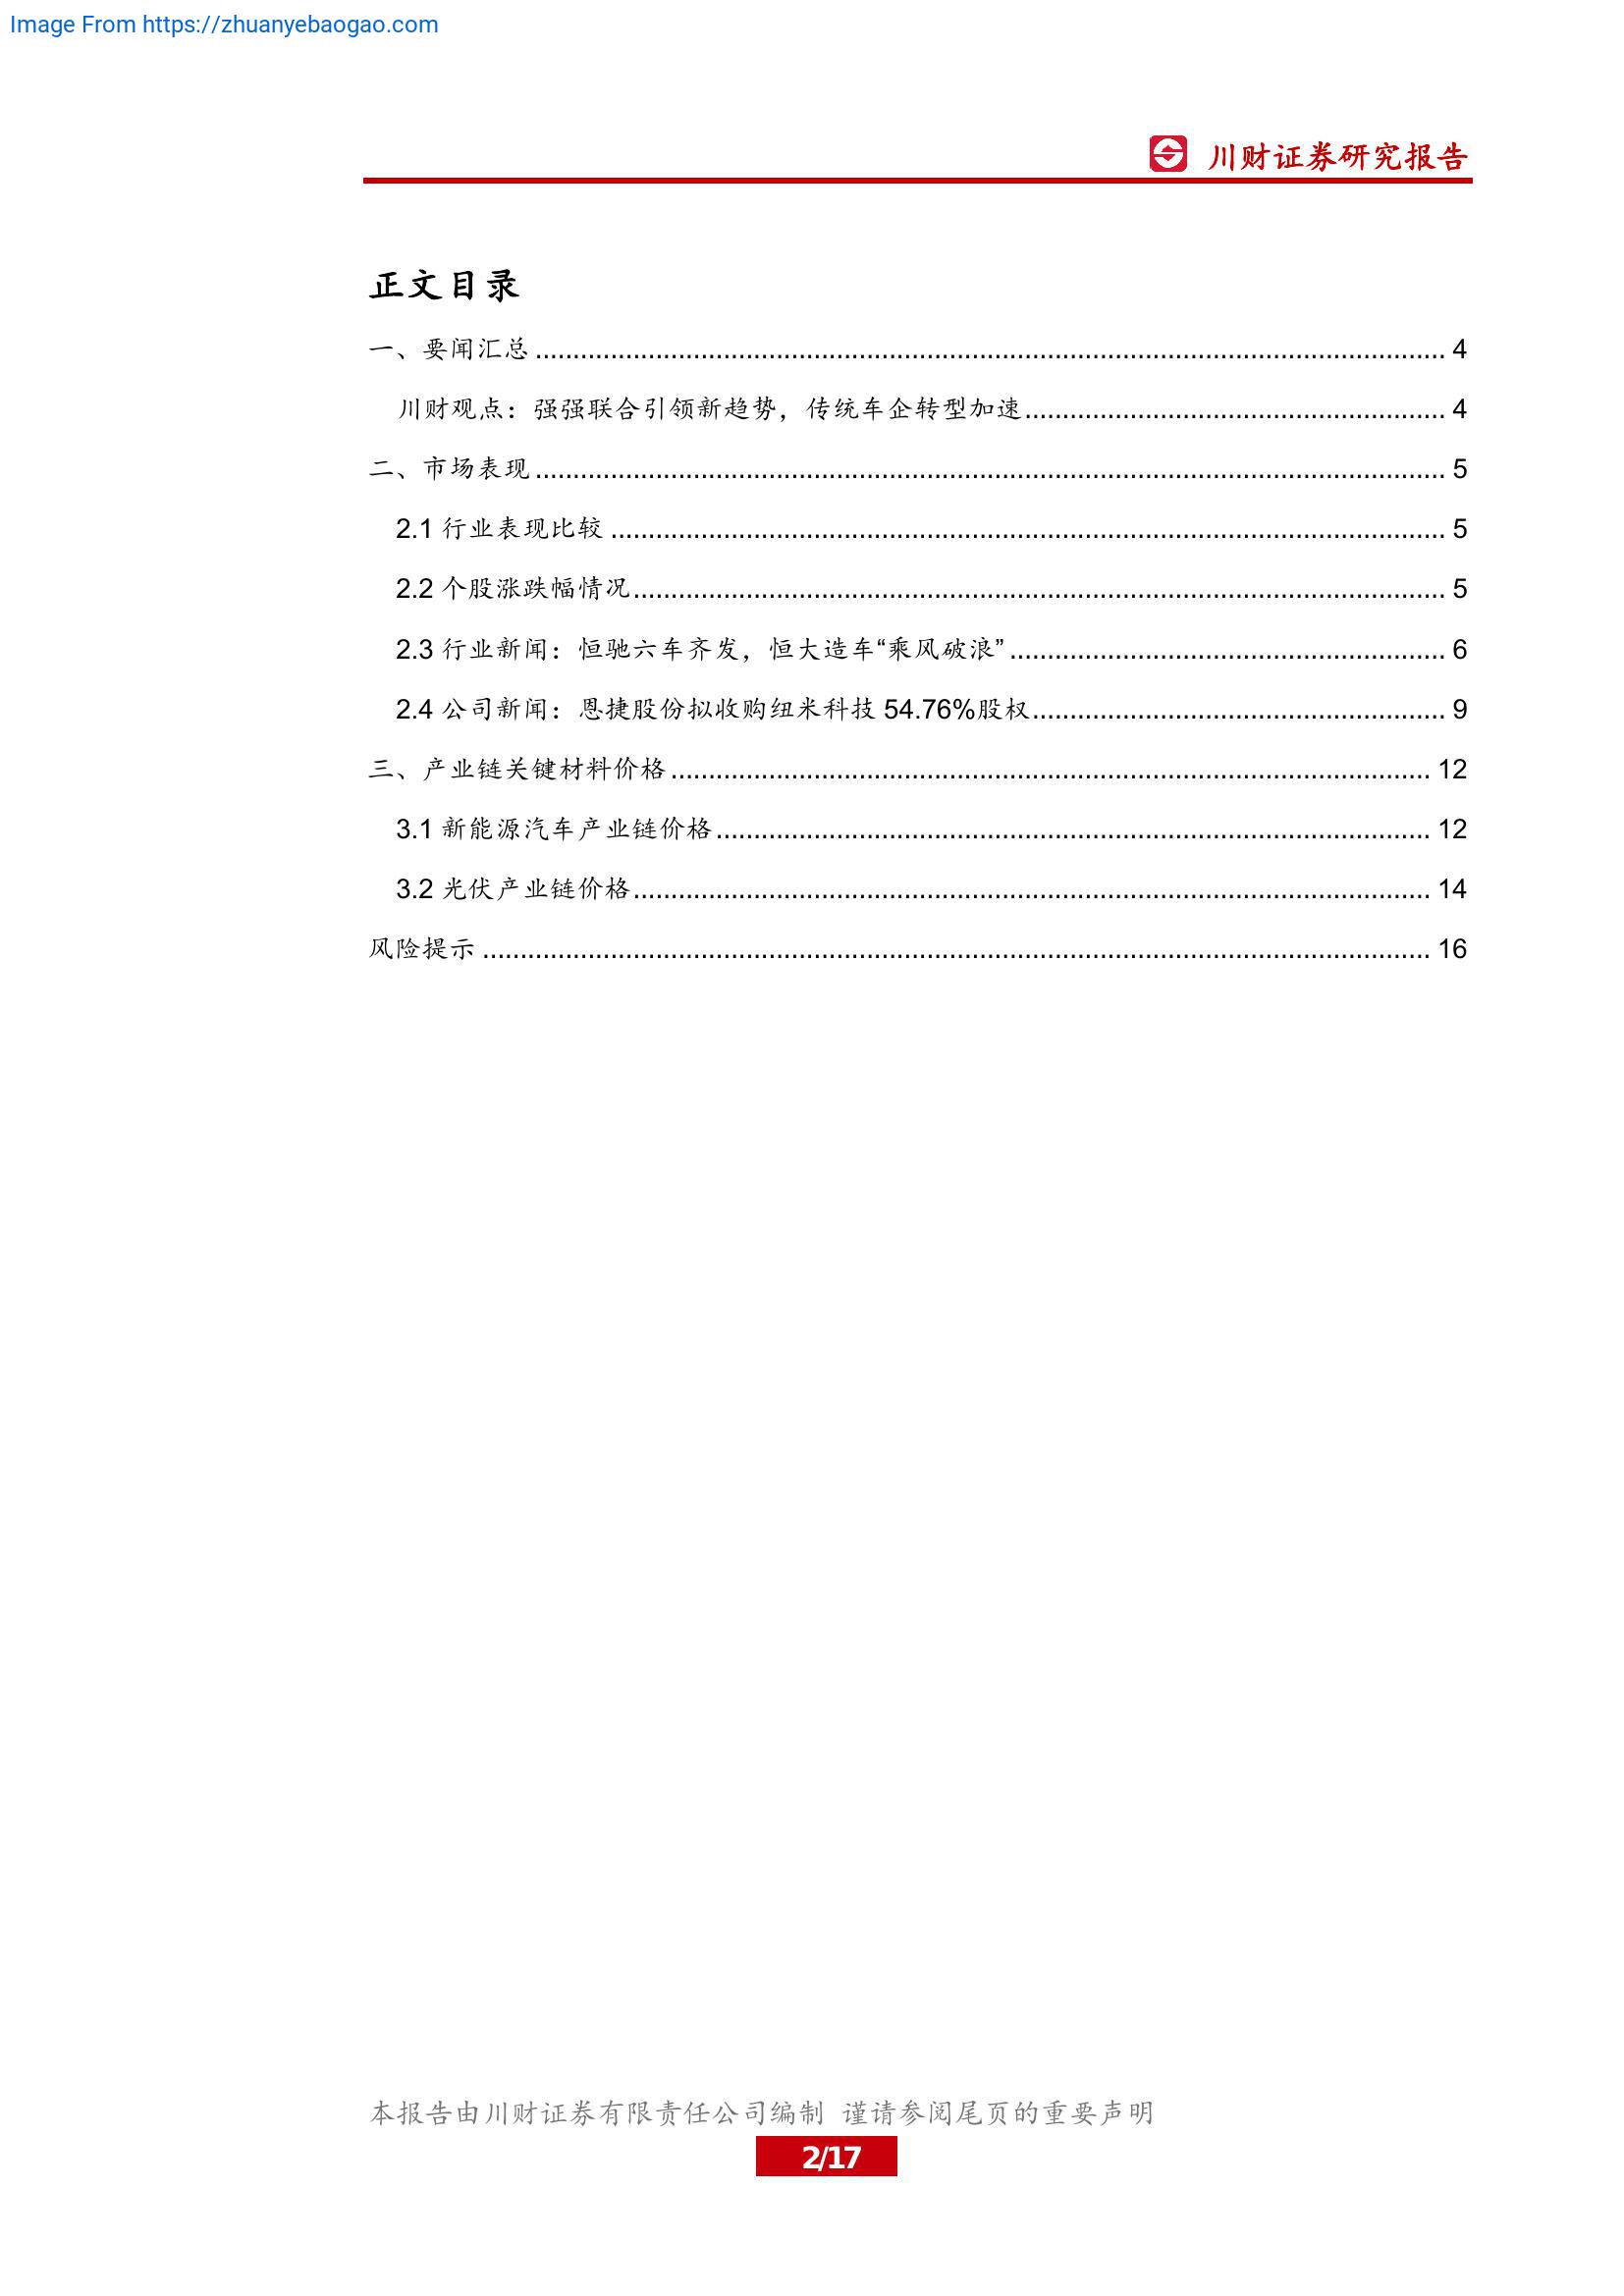 Image From https://zhuanyebaogao.com
川财证券研究报告
正文目录
一、要闻汇总 4
川财观点：强强联合引领新趋势，传统车企转型加速 4
二、市场表现 5
2.1 行业表现比较 5
2.2 个股涨跌幅情况 5
2.3 行业新闻：恒驰六车齐发，恒大造车“乘风破浪” 6
2.4 公司新闻：恩捷股份拟收购纽米科技 54.76%股权 9
三、产业链关键材料价格 12
3.1 新能源汽车产业链价格 12
3.2 光伏产业链价格 14
风险提示 16
本报告由川财证券有限责任公司编制 谨请参阅尾页的重要声明
2/17